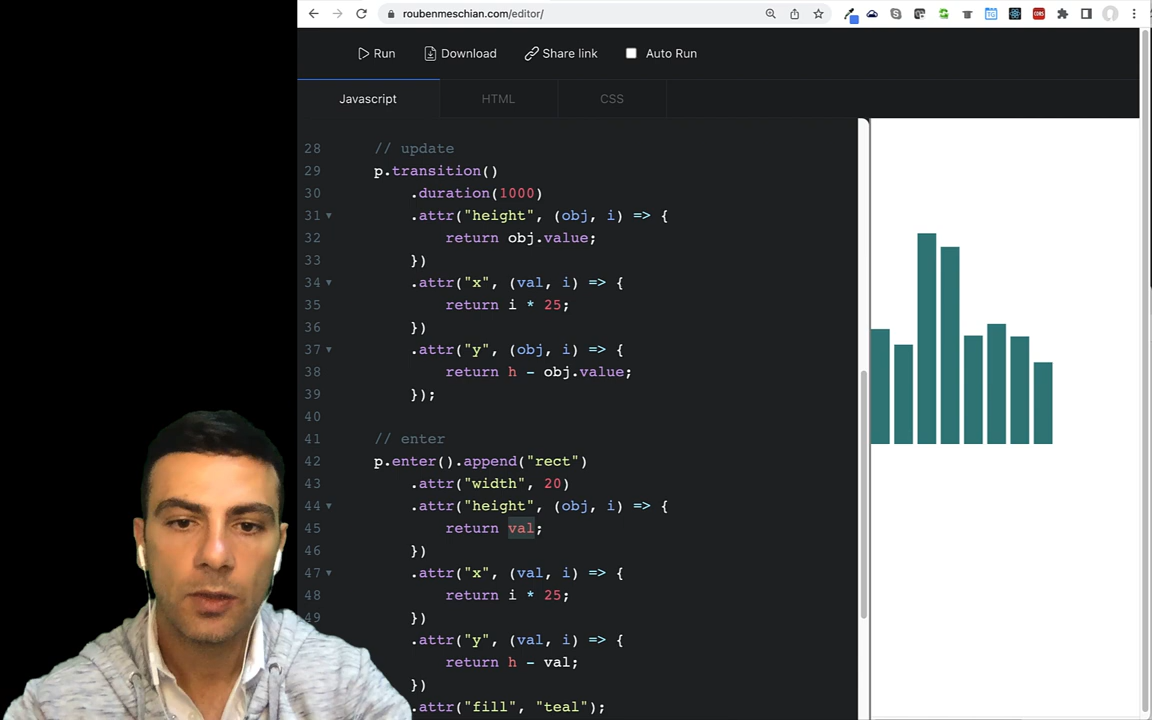 roubenmeschian.com/editor/
Run Download Share link Auto Run
Javascript HTML CSS
28 // update
29 p.transition()
30 .duration(1000)
31 .attr("height", (obj, i) => {
32 return obj.value;
33 })
34 .attr("x", (val, i) => {
35 return i * 25;
36 })
37 .attr("y", (obj, i) => {
38 return h - obj.value;
39 });
40
41 // enter
42 p.enter().append("rect")
43 .attr("width", 20)
44 .attr("height", (obj, i) => {
45 return val;
46 })
47 .attr("x", (val, i) => {
48 return i * 25;
49 })
.attr("y", (val, i) => {
return h - val;
})
.attr("fill", "teal");